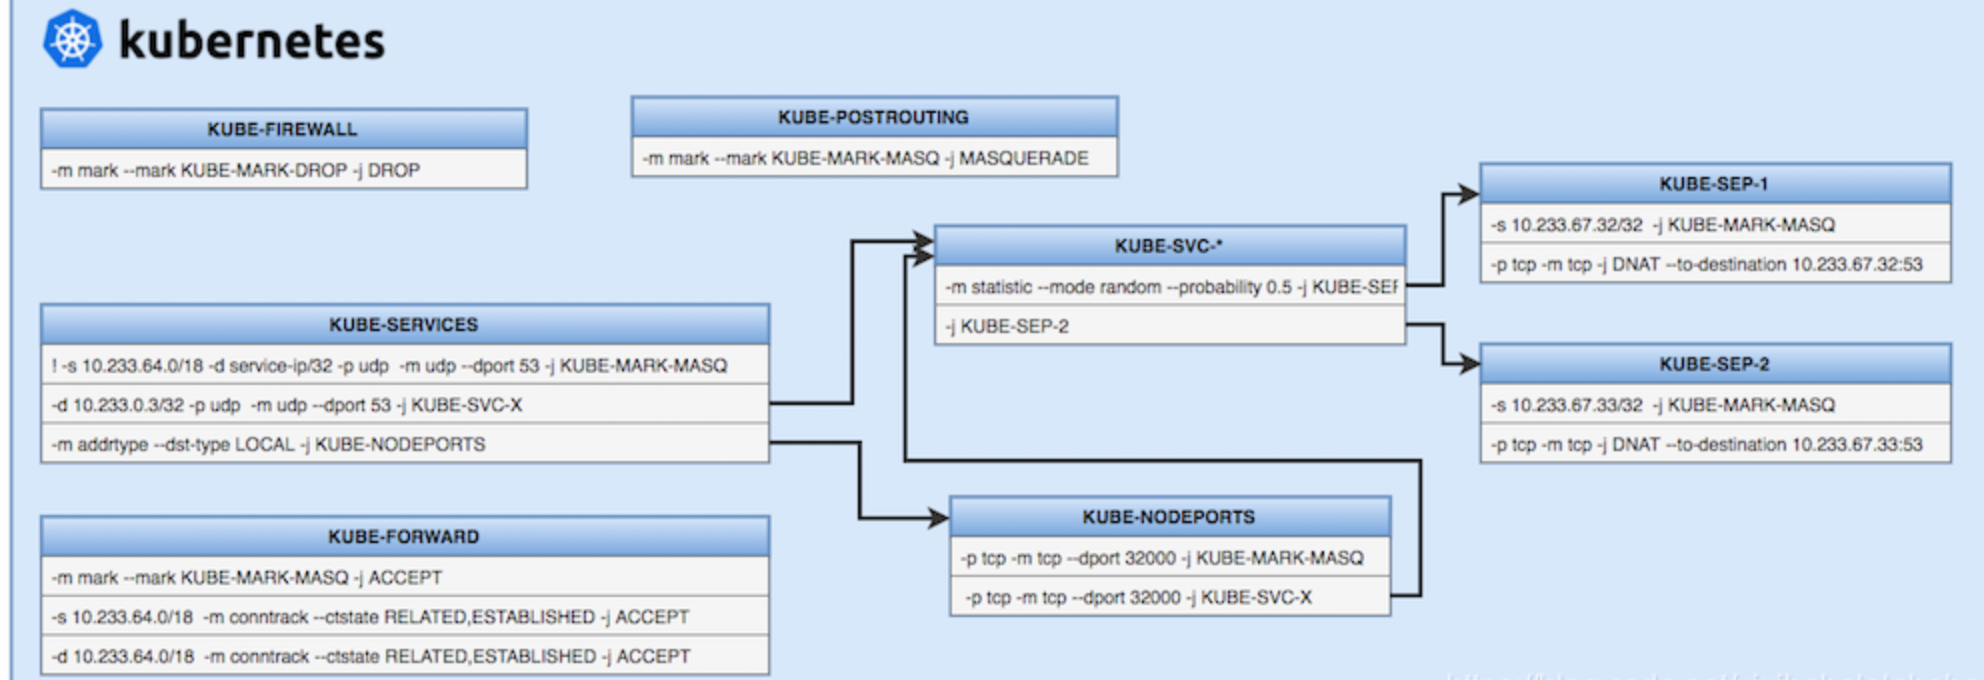 kubernetes
KUBE-FIREWALL
-m mark --mark KUBE-MARK-DROP -j DROP
KUBE-POSTROUTING
-m mark --mark KUBE-MARK-MASQ -j MASQUERADE
KUBE-SERVICES
! -s 10.233.64.0/18 -d service-ip/32 -p udp -m udp --dport 53 -j KUBE-MARK-MASQ
-d 10.233.0.3/32 -p udp -m udp --dport 53 -j KUBE-SVC-X
-m addrtype --dst-type LOCAL -j KUBE-NODEPORTS
KUBE-FORWARD
-m mark --mark KUBE-MARK-MASQ -j ACCEPT
-s 10.233.64.0/18 -m conntrack --ctstate RELATED,ESTABLISHED -j ACCEPT
-d 10.233.64.0/18 -m conntrack --ctstate RELATED,ESTABLISHED -j ACCEPT
KUBE-SVC-*
-m statistic --mode random --probability 0.5 -j KUBE-SEF
-j KUBE-SEP-2
KUBE-NODEPORTS
-p tcp -m tcp --dport 32000 -j KUBE-MARK-MASQ
-p tcp -m tcp --dport 32000 -j KUBE-SVC-X
KUBE-SEP-1
-s 10.233.67.32/32 -j KUBE-MARK-MASQ
-p tcp -m tcp -j DNAT --to-destination 10.233.67.32:53
KUBE-SEP-2
-s 10.233.67.33/32 -j KUBE-MARK-MASQ
-p tcp -m tcp -j DNAT --to-destination 10.233.67.33:53